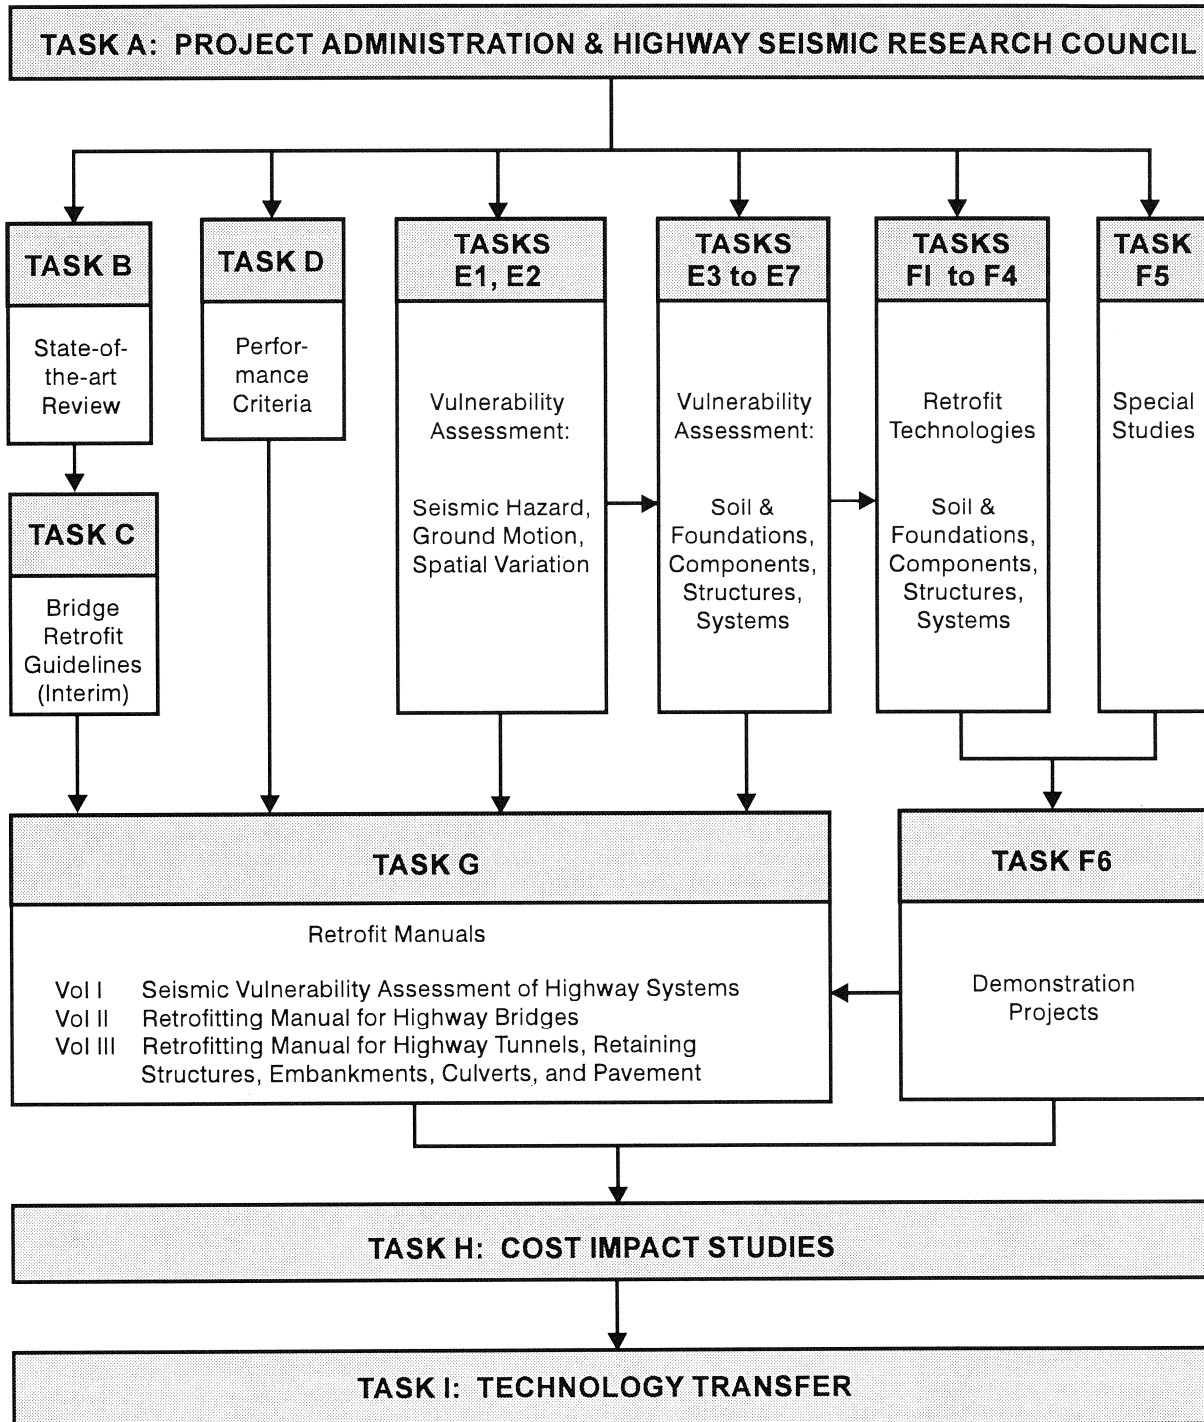 TASK A: PROJECT ADMINISTRATION & HIGHWAY SEISMIC RESEARCH COUNCIL
TASK B
State-of-
the-art
Review
TASK C
Bridge
Retrofit
Guidelines
(Interim)
TASK D
Perfor-
mance
Criteria
TASKS
E1, E2
Vulnerability
Assessment:
Seismic Hazard,
Ground Motion,
Spatial Variation
TASKS
E3 to E7
Vulnerability
Assessment:
Soil &
Foundations,
Components,
Structures,
Systems
TASKS
FI to F4
Retrofit
Technologies
Soil &
Foundations,
Components,
Structures,
Systems
TASK
F5
Special
Studies
TASK G
Retrofit Manuals
Vol I Seismic Vulnerability Assessment of Highway Systems
Vol II Retrofitting Manual for Highway Bridges
Vol III Retrofitting Manual for Highway Tunnels, Retaining
Structures, Embankments, Culverts, and Pavement
TASK F6
Demonstration
Projects
TASK H: COST IMPACT STUDIES
TASK I: TECHNOLOGY TRANSFER